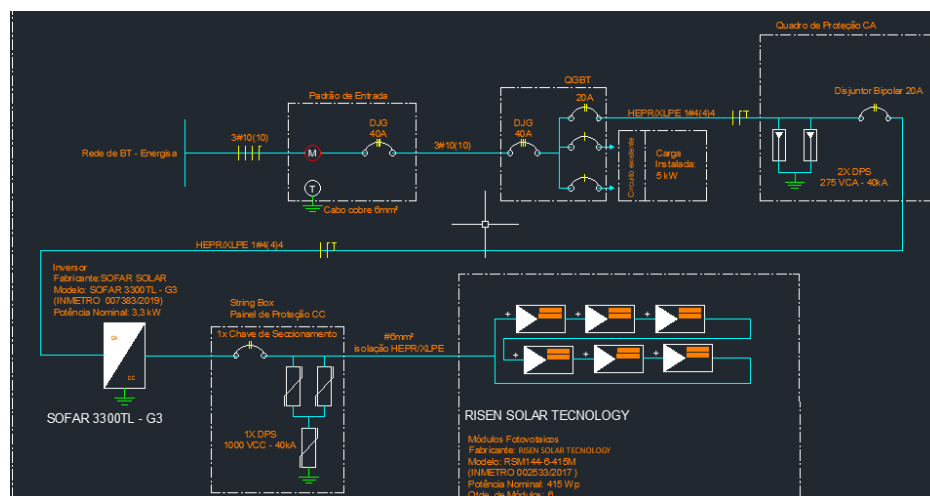 Quadro de Proteção CA
Padrão de Entrada
QGBT
20A
HEPR/XLPE 1#4(4)4
Disjuntor Bipolar 20A
DJG
40A
DJG
40A
3#10(10)
3#10(10)
Rede de BT - Energisa
M
T
Cabo cobre 6mm²
Circuito existente
Carga
Instalada:
5 kW
2X DPS
275 VCA - 40kA
HEPR/XLPE 1#4(4)4
Inversor
Fabricante:SOFAR SOLAR
Modelo: SOFAR 3300TL - G3
(INMETRO 007383/2019)
Potência Nominal: 3,3 kW
CA
CC
SOFAR 3300TL - G3
String Box
Painel de Proteção CC
1x Chave de Seccionamento
#6mm²
isolação HEPR/XLPE
1X DPS
1000 VCC - 40kA
+
+
+
+
+
+
RISEN SOLAR TECNOLOGY
Módulos Fotovotaicos
Fabricante: RISEN SOLAR TECNOLOGY
Modelo: RSM144-6-415M
(INMETRO 002533/2017 )
Potência Nominal: 415 Wp
Qtde. de Módulos: 6